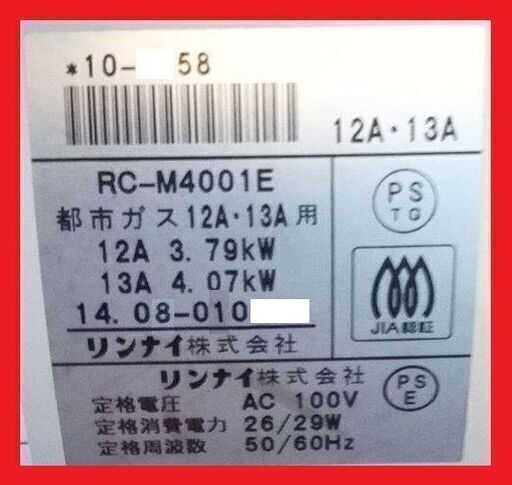 *10- 58
12A・13A
RC-M4001E
都市ガス12A・13A用
12A 3.79kW
13A 4.07kW
14.08-010
リンナイ株式会社
PS
TG
JIA認証
リンナイ株式会社
定格電圧 AC 100V
定格消費電力 26/29W
定格周波数 50/60Hz
PS
E